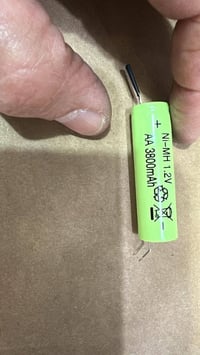 + Ni-MH 1.2V −
AA 3800mAh